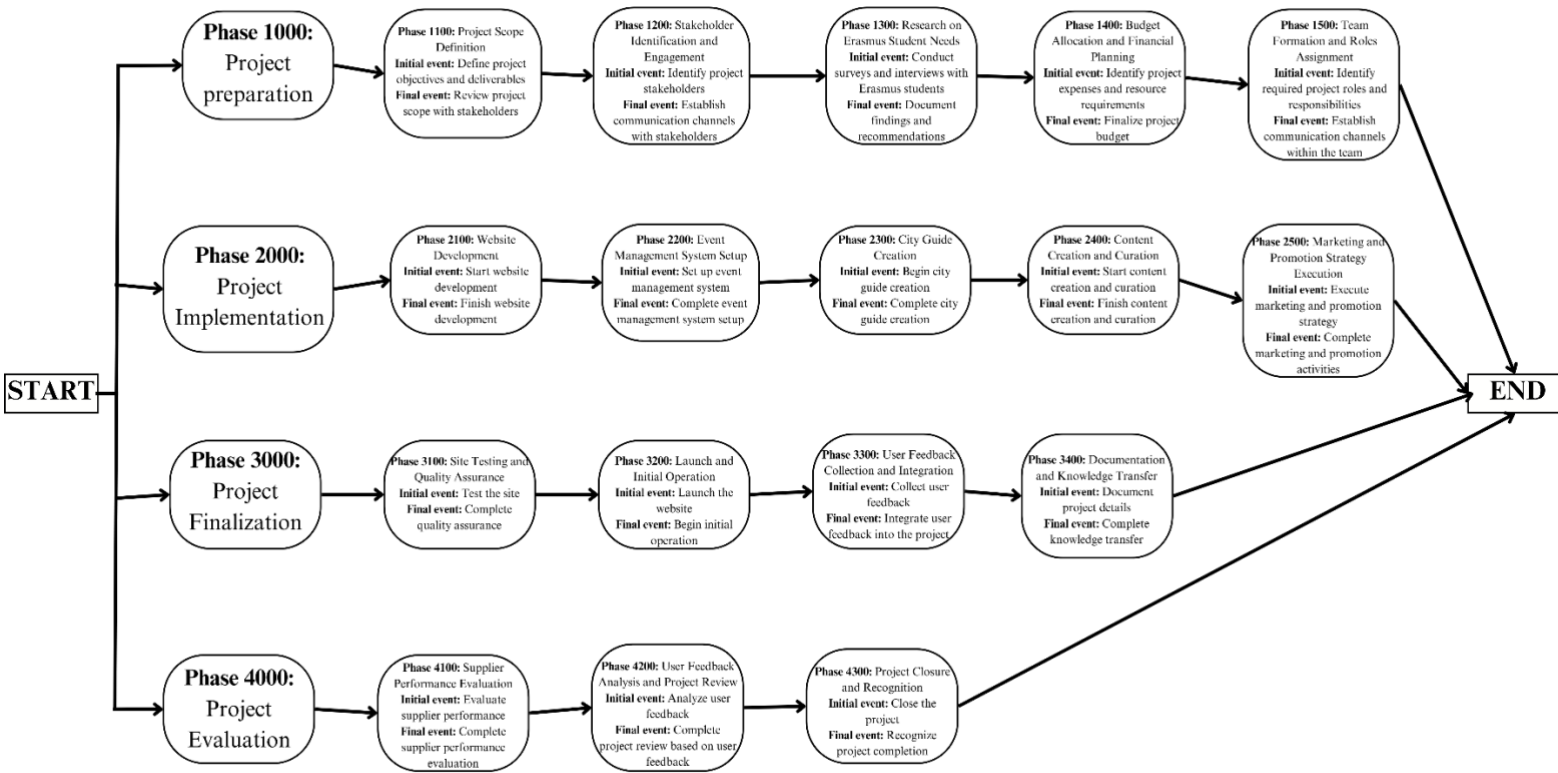 START
Phase 1000:
Project
preparation
Phase 1100: Project Scope
Definition
Initial event: Define project
objectives and deliverables
Final event: Review project
scope with stakeholders
Phase 1200: Stakeholder
Identification and
Engagement
Initial event: Identify project
stakeholders
Final event: Establish
communication channels
with stakeholders
Phase 1300: Research on
Erasmus Student Needs
Initial event: Conduct
surveys and interviews with
Erasmus students
Final event: Document
findings and
recommendations
Phase 1400: Budget
Allocation and Financial
Planning
Initial event: Identify project
expenses and resource
requirements
Final event: Finalize project
budget
Phase 1500: Team
Formation and Roles
Assignment
Initial event: Identify
required project roles and
responsibilities
Final event: Establish
communication channels
within the team
Phase 2000:
Project
Implementation
Phase 2100: Website
Development
Initial event: Start website
development
Final event: Finish website
development
Phase 2200: Event
Management System Setup
Initial event: Set up event
management system
Final event: Complete event
management system setup
Phase 2300: City Guide
Creation
Initial event: Begin city
guide creation
Final event: Complete city
guide creation
Phase 2400: Content
Creation and Curation
Initial event: Start content
creation and curation
Final event: Finish content
creation and curation
Phase 2500: Marketing and
Promotion Strategy
Execution
Initial event: Execute
marketing and promotion
strategy
Final event: Complete
marketing and promotion
activities
END
Phase 3000:
Project
Finalization
Phase 3100: Site Testing and
Quality Assurance
Initial event: Test the site
Final event: Complete
quality assurance
Phase 3200: Launch and
Initial Operation
Initial event: Launch the
website
Final event: Begin initial
operation
Phase 3300: User Feedback
Collection and Integration
Initial event: Collect user
feedback
Final event: Integrate user
feedback into the project
Phase 3400: Documentation
and Knowledge Transfer
Initial event: Document
project details
Final event: Complete
knowledge transfer
Phase 4000:
Project
Evaluation
Phase 4100: Supplier
Performance Evaluation
Initial event: Evaluate
supplier performance
Final event: Complete
supplier performance
evaluation
Phase 4200: User Feedback
Analysis and Project Review
Initial event: Analyze user
feedback
Final event: Complete
project review based on user
feedback
Phase 4300: Project Closure
and Recognition
Initial event: Close the
project
Final event: Recognize
project completion